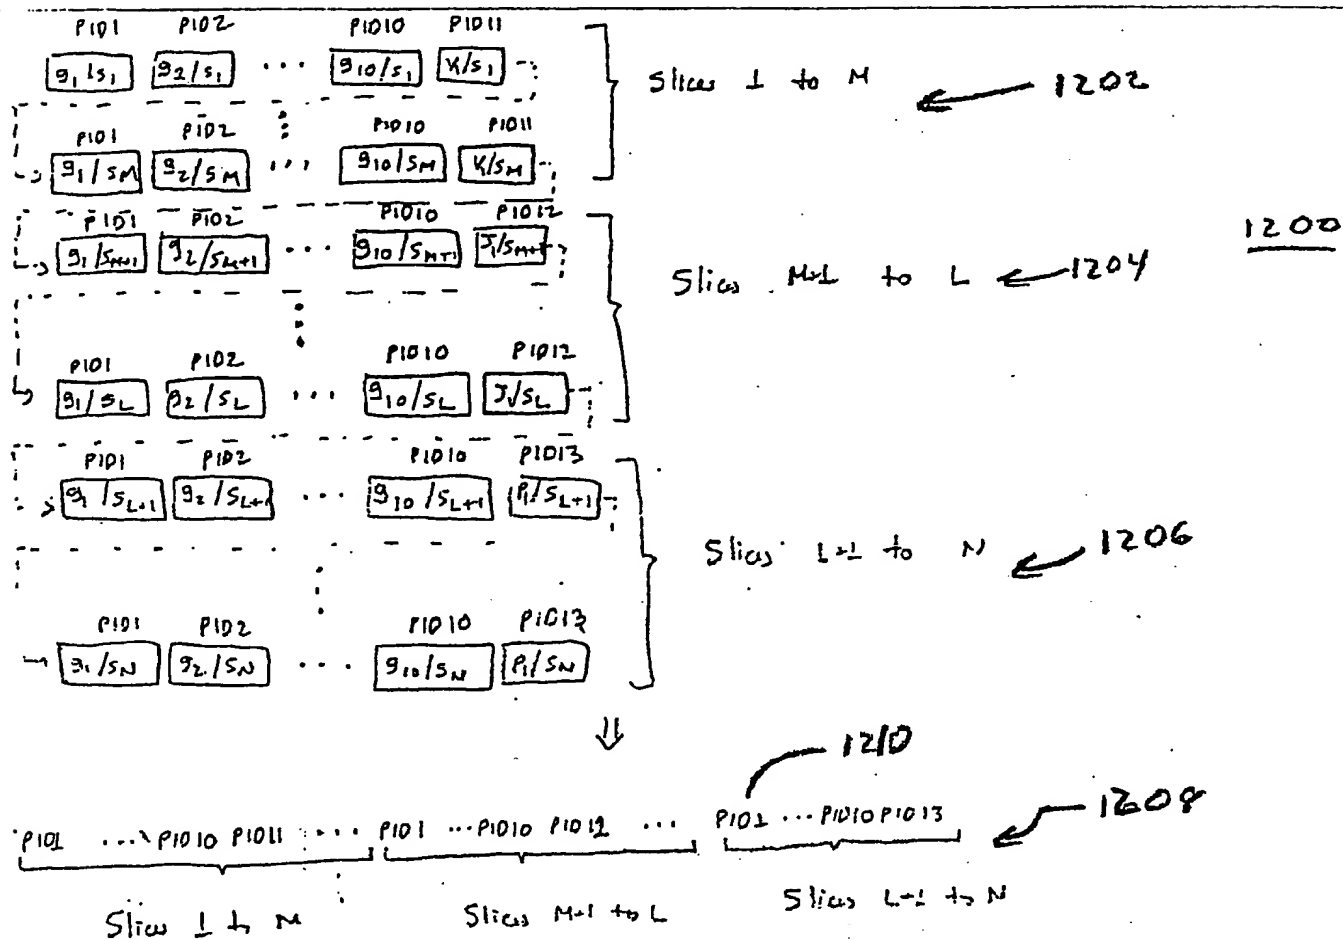 PID1 PID2 PID10 PID11
g1/s1 g2/s1 ... g10/s1 K/s1
Slices 1 to M 1202
PID1 PID2 PID10 PID11
g1/sM g2/sM ... g10/sM K/sM
PID1 PID2 PID10 PID12
g1/sM+1 g2/sM+1 ... g10/sM+1 J1/sM+1
1200
Slices M+1 to L 1204
PID1 PID2 PID10 PID12
g1/sL g2/sL ... g10/sL J1/sL
PID1 PID2 PID10 PID13
g1/sL+1 g2/sL+1 ... g10/sL+1 P1/sL+1
Slices L+1 to N 1206
PID1 PID2 PID10 PID13
g1/sN g2/sN ... g10/sN P1/sN
⇓
1210
PID1 ... PID10 PID11 ... PID1 ... PID10 PID12 ... PID1 ... PID10 PID13 1208
Slices 1 to M Slices M+1 to L Slices L+1 to N